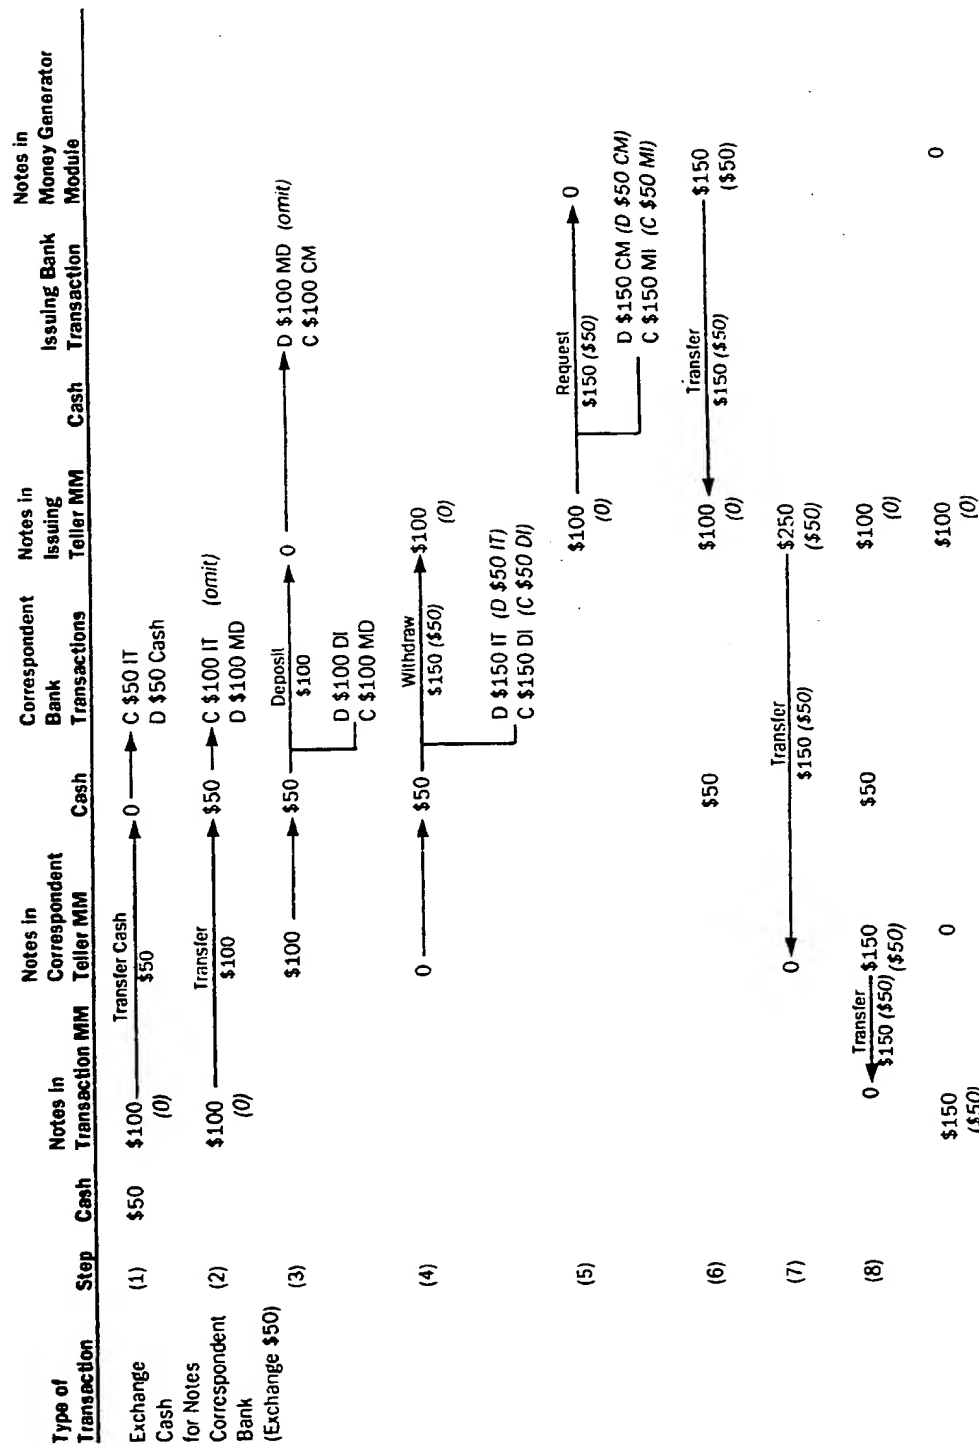 Type of Transaction
Step
Cash
Notes in Transaction MM
Notes in Correspondent Teller MM
Cash
Correspondent Bank Transactions
Notes in Issuing Teller MM
Cash
Issuing Bank Transaction
Notes in Money Generator Module
Exchange
Cash
for Notes
Correspondent
Bank
(Exchange $50)
(1)
$50
$100
(0)
Transfer Cash
$50
0
C $50 IT
D $50 Cash
(2)
$100
(0)
Transfer
$100
$50
C $100 IT (omit)
D $100 MD
(3)
$100
$50
Deposit
$100
D $100 DI
C $100 MD
0
D $100 MD (omit)
C $100 CM
(4)
0
$50
Withdraw
$150 ($50)
D $150 IT (D $50 IT)
C $150 DI (C $50 DI)
$100
(0)
(5)
$100
(0)
Request
$150 ($50)
D $150 CM (D $50 CM)
C $150 MI (C $50 MI)
0
(6)
$50
$100
(0)
Transfer
$150 ($50)
$150
($50)
(7)
0
Transfer
$150 ($50)
$250
($50)
(8)
0
Transfer
$150 ($50)
$150
($50)
$50
$100
(0)
$150
($50)
0
$100
(0)
0